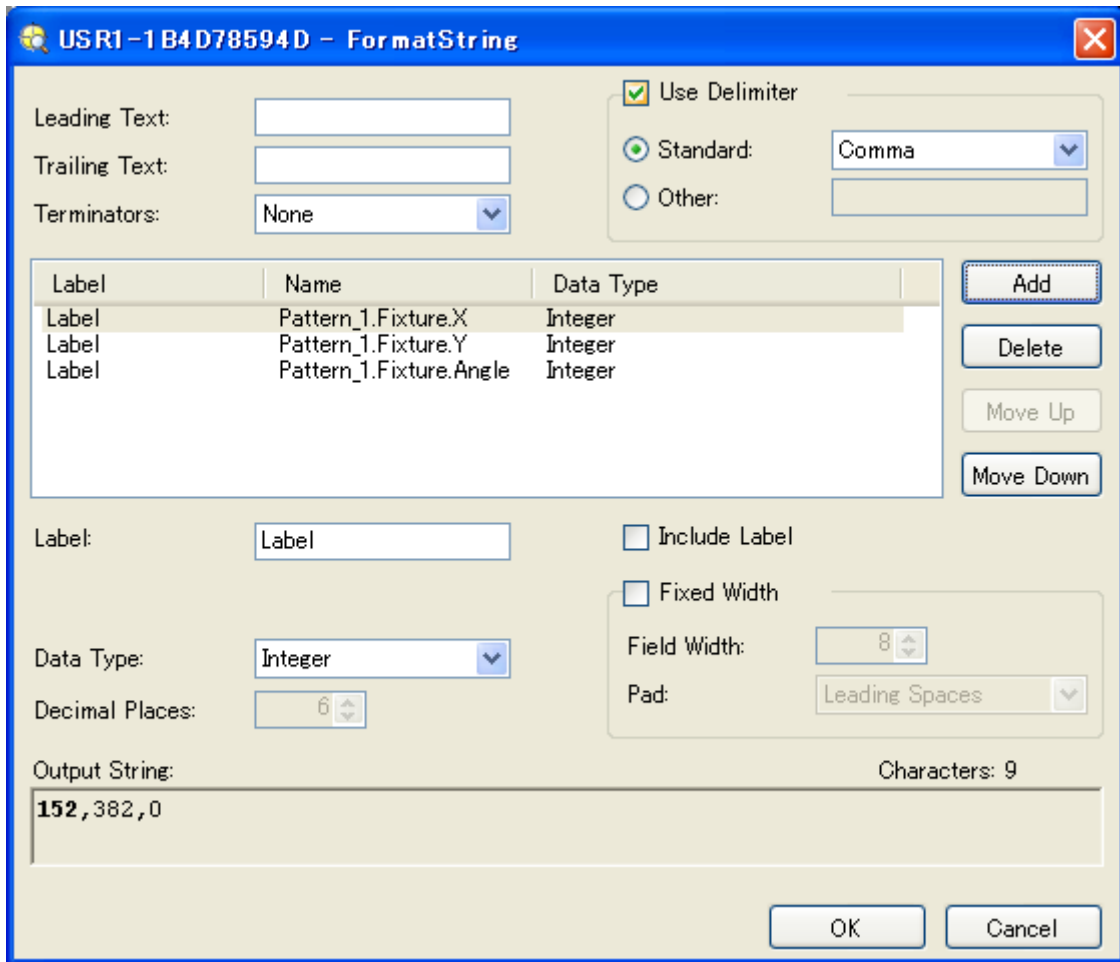 USR1-1B4D78594D - FormatString
Leading Text:
Trailing Text:
Terminators: None
Use Delimiter
Standard: Comma
Other:
Label Name Data Type
Label Pattern_1.Fixture.X Integer
Label Pattern_1.Fixture.Y Integer
Label Pattern_1.Fixture.Angle Integer
Add
Delete
Move Up
Move Down
Label: Label
Include Label
Fixed Width
Data Type: Integer
Decimal Places: 6
Field Width: 8
Pad: Leading Spaces
Output String: Characters: 9
152,382,0
OK Cancel